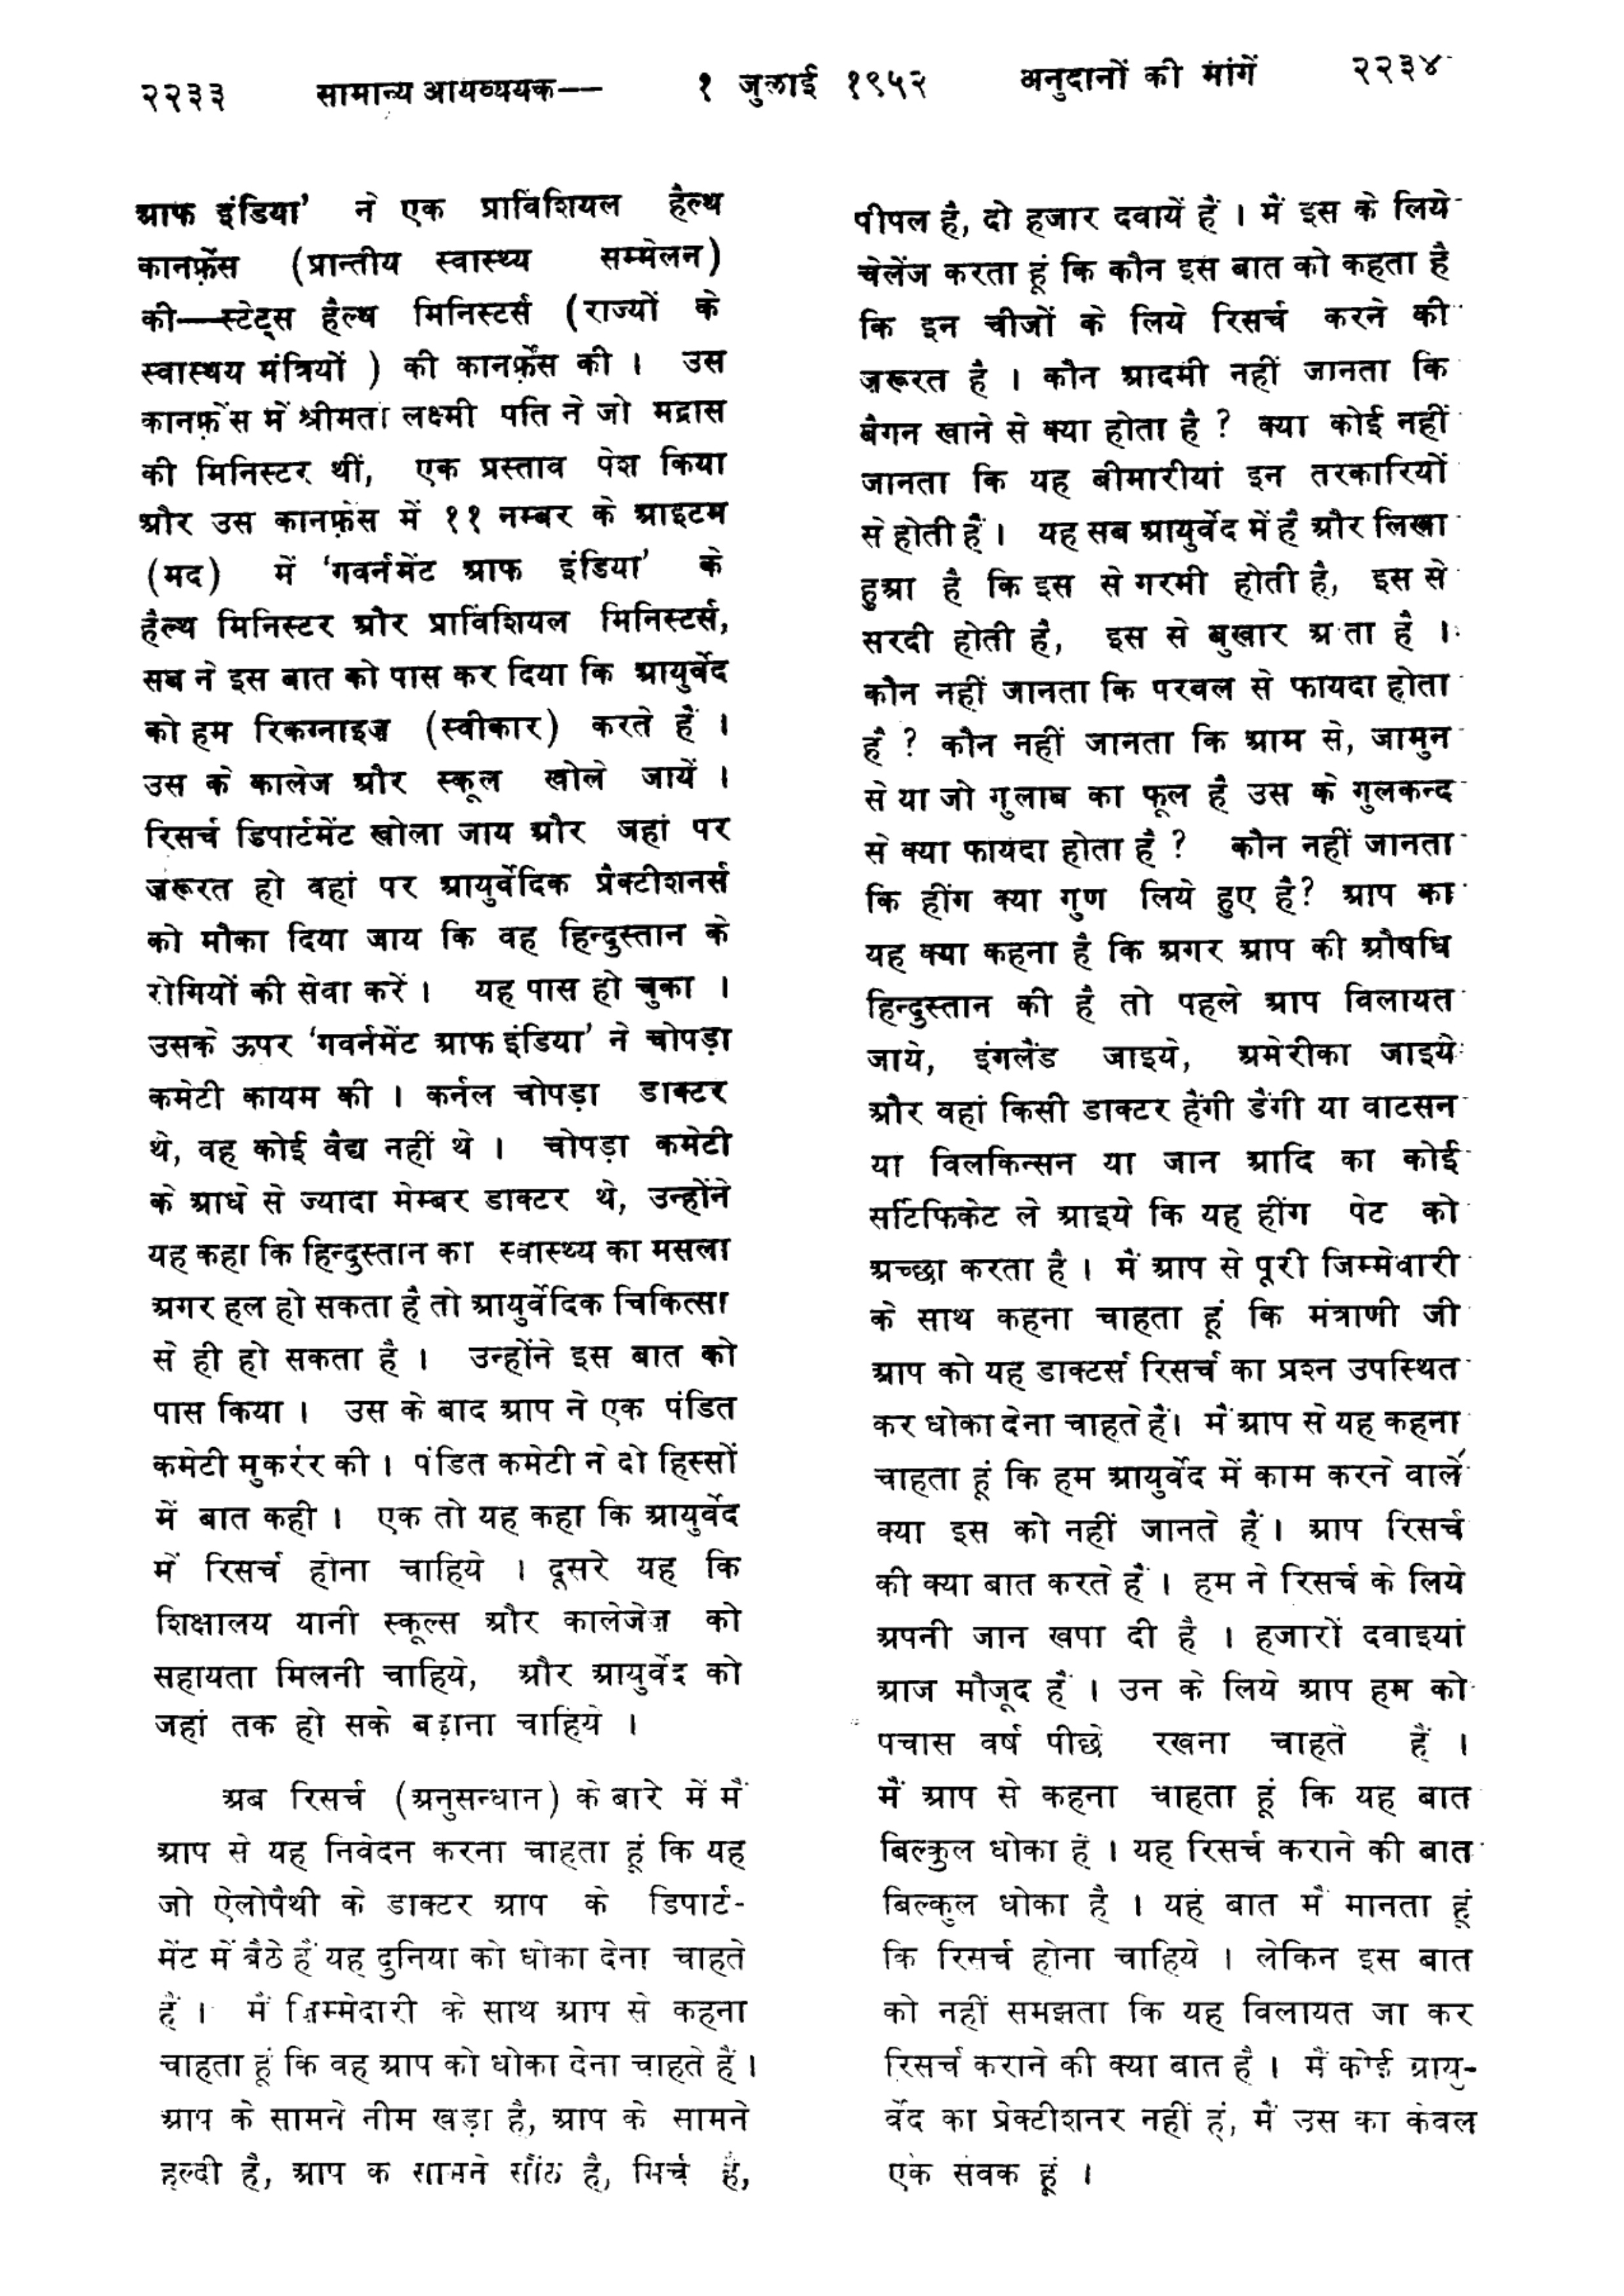 २२३३ सामान्य आयव्ययक— १ जुलाई १९५२ अनुदानों की मांगें २२३४
आफ इंडिया’ ने एक प्राविंशियल हैल्थ
कानफ़्रेंस (प्रान्तीय स्वास्थ्य सम्मेलन)
की—स्टेट्स हैल्थ मिनिस्टर्स (राज्यों के
स्वास्थय मंत्रियों ) की कानफ़्रेंस की । उस
कानफ़्रेंस में श्रीमती लक्ष्मी पति ने जो मद्रास
की मिनिस्टर थीं, एक प्रस्ताव पेश किया
और उस कानफ़्रेंस में ११ नम्बर के आइटम
(मद) में ‘गवर्नमेंट आफ इंडिया’ के
हैल्थ मिनिस्टर और प्राविंशियल मिनिस्टर्स,
सब ने इस बात को पास कर दिया कि आयुर्वेद
को हम रिकग्नाइज़ (स्वीकार) करते हैं ।
उस के कालेज और स्कूल खोले जायें ।
रिसर्च डिपार्टमेंट खोला जाय और जहां पर
ज़रूरत हो वहां पर आयुर्वेदिक प्रैक्टीशनर्स
को मौका दिया जाय कि वह हिन्दुस्तान के
रोगियों की सेवा करें । यह पास हो चुका ।
उसके ऊपर ‘गवर्नमेंट आफ इंडिया’ ने चोपड़ा
कमेटी कायम की । कर्नल चोपड़ा डाक्टर
थे, वह कोई वैद्य नहीं थे । चोपड़ा कमेटी
के आधे से ज्यादा मेम्बर डाक्टर थे, उन्होंने
यह कहा कि हिन्दुस्तान का स्वास्थ्य का मसला
अगर हल हो सकता है तो आयुर्वेदिक चिकित्सा
से ही हो सकता है । उन्होंने इस बात को
पास किया । उस के बाद आप ने एक पंडित
कमेटी मुकर्रर की । पंडित कमेटी ने दो हिस्सों
में बात कही । एक तो यह कहा कि आयुर्वेद
में रिसर्च होना चाहिये । दूसरे यह कि
शिक्षालय यानी स्कूल्स और कालेजेज़ को
सहायता मिलनी चाहिये, और आयुर्वेद को
जहां तक हो सके बढ़ाना चाहिये ।
अब रिसर्च (अनुसन्धान) के बारे में मैं
आप से यह निवेदन करना चाहता हूं कि यह
जो ऐलोपैथी के डाक्टर आप के डिपार्ट-
मेंट में बैठे हैं यह दुनिया को धोका देना चाहते
हैं । मैं ज़िम्मेदारी के साथ आप से कहना
चाहता हूं कि वह आप को धोका देना चाहते हैं ।
आप के सामने नीम खड़ा है, आप के सामने
हल्दी है, आप क सामने सोंठ है, मिर्च है,
पीपल है, दो हजार दवायें हैं । मैं इस के लिये
चेलेंज करता हूं कि कौन इस बात को कहता है
कि इन चीजों के लिये रिसर्च करने की
ज़रूरत है । कौन आदमी नहीं जानता कि
बैगन खाने से क्या होता है ? क्या कोई नहीं
जानता कि यह बीमारीयां इन तरकारियों
से होती हैं । यह सब आयुर्वेद में है और लिखा
हुआ है कि इस से गरमी होती है, इस से
सरदी होती है, इस से बुखार आता है ।
कौन नहीं जानता कि परवल से फायदा होता
है ? कौन नहीं जानता कि आम से, जामुन
से या जो गुलाब का फूल है उस के गुलकन्द
से क्या फायदा होता है ? कौन नहीं जानता
कि हींग क्या गुण लिये हुए है? आप का
यह क्या कहना है कि अगर आप की औषधि
हिन्दुस्तान की है तो पहले आप विलायत
जाये, इंगलैंड जाइये, अमेरीका जाइये
और वहां किसी डाक्टर हैंगी डैंगी या वाटसन
या विलकिन्सन या जान आदि का कोई
सर्टिफिकेट ले आइये कि यह हींग पेट को
अच्छा करता है । मैं आप से पूरी जिम्मेवारी
के साथ कहना चाहता हूं कि मंत्राणी जी
आप को यह डाक्टर्स रिसर्च का प्रश्न उपस्थित
कर धोका देना चाहते हैं। मैं आप से यह कहना
चाहता हूं कि हम आयुर्वेद में काम करने वाले
क्या इस को नहीं जानते हैं । आप रिसर्च
की क्या बात करते हैं । हम ने रिसर्च के लिये
अपनी जान खपा दी है । हजारों दवाइयां
आज मौजूद हैं । उन के लिये आप हम को
पचास वर्ष पीछे रखना चाहते हैं ।
मैं आप से कहना चाहता हूं कि यह बात
बिल्कुल धोका है । यह रिसर्च कराने की बात
बिल्कुल धोका है । यह बात मैं मानता हूं
कि रिसर्च होना चाहिये । लेकिन इस बात
को नहीं समझता कि यह विलायत जा कर
रिसर्च कराने की क्या बात है । मैं कोई आयु-
र्वेद का प्रेक्टीशनर नहीं हूं, मैं उस का केवल
एक सेवक हूं ।